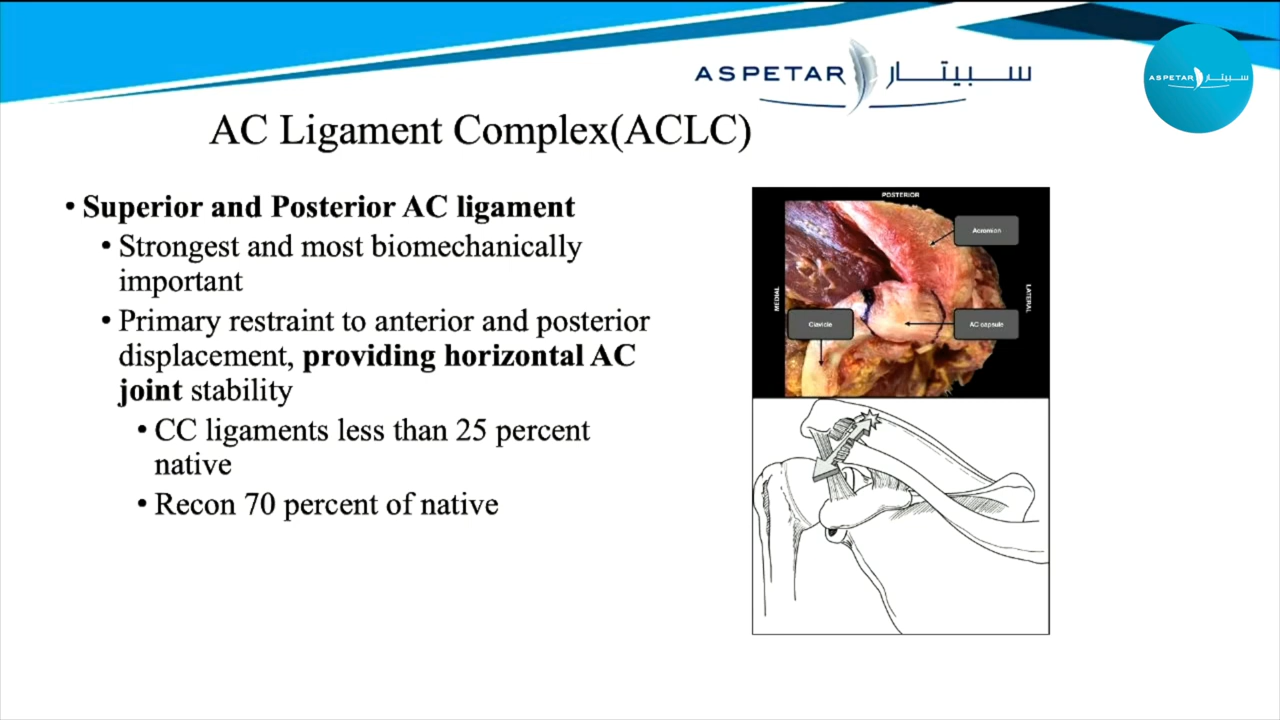 ASPETAR سبيتار
ASPETAR سبيتار
AC Ligament Complex(ACLC)
• Superior and Posterior AC ligament
• Strongest and most biomechanically
important
• Primary restraint to anterior and posterior
displacement, providing horizontal AC
joint stability
• CC ligaments less than 25 percent
native
• Recon 70 percent of native
POSTERIOR
Acromion
MEDIAL
LATERAL
Clavicle
AC capsule